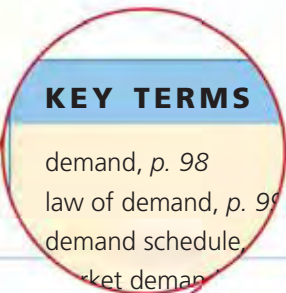 KEY TERMS
demand, p. 98
law of demand, p.
demand schedule,